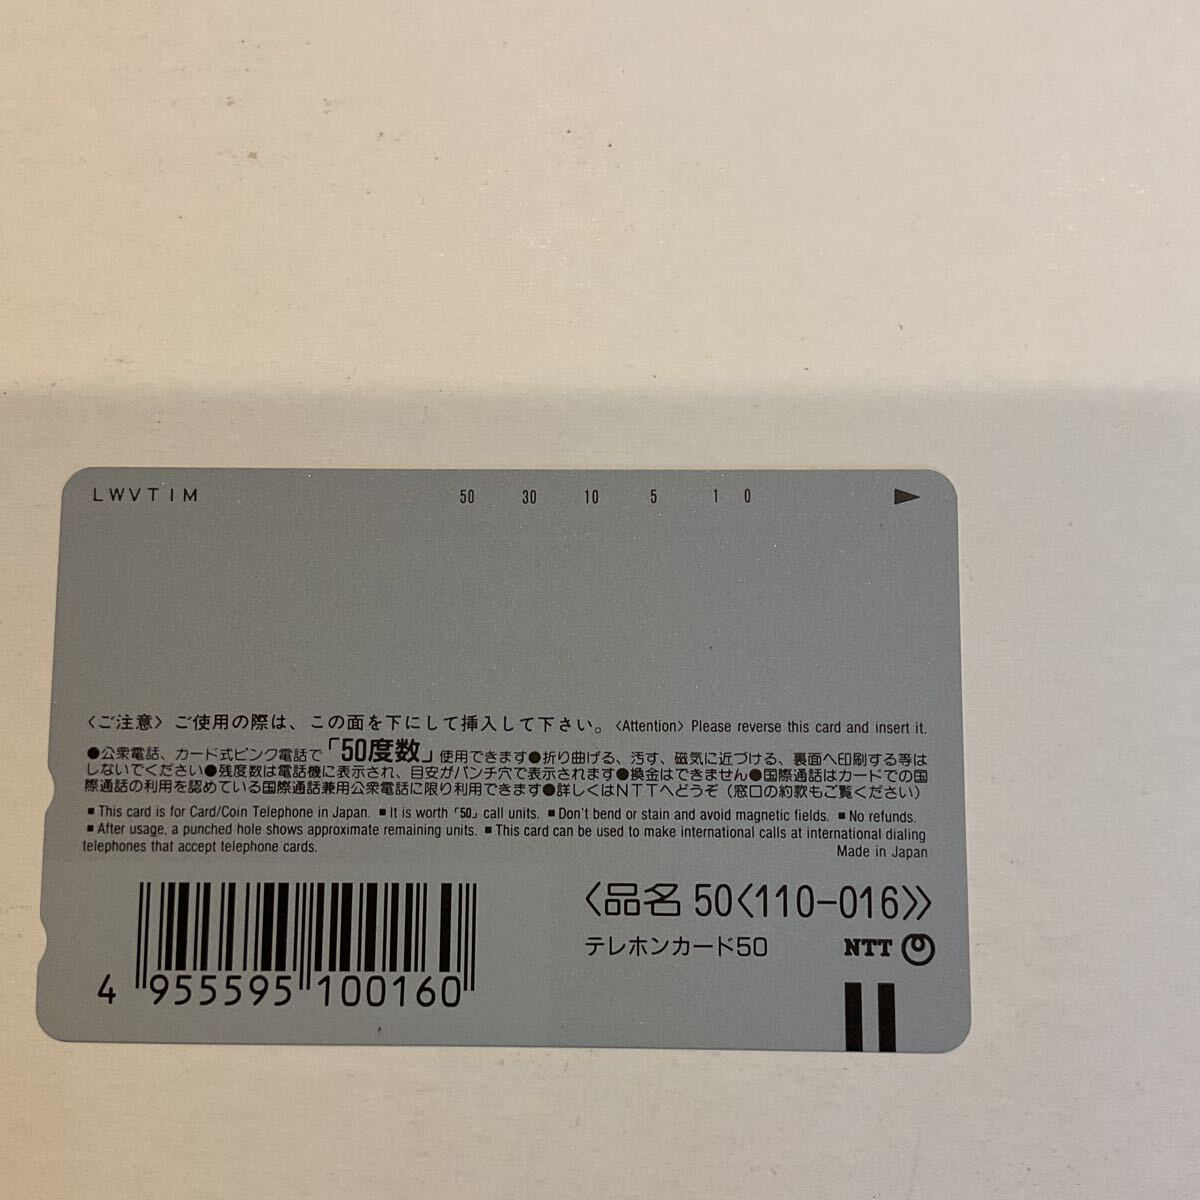 LWVTIM 50 30 10 5 1 0 ▶
〈ご注意〉ご使用の際は、この面を下にして挿入して下さい。〈Attention〉Please reverse this card and insert it.
●公衆電話、カード式ピンク電話で「50度数」使用できます●折り曲げる、汚す、磁気に近づける、裏面へ印刷する等は
しないでください●残度数は電話機に表示され、目安がパンチ穴で表示されます●換金はできません●国際通話はカードでの国
際通話の利用を認めている国際通話兼用公衆電話に限り利用できます●詳しくはNTTへどうぞ（窓口の約款もご覧ください）
■This card is for Card/Coin Telephone in Japan. ■It is worth「50」call units. ■Don't bend or stain and avoid magnetic fields. ■No refunds.
■After usage, a punched hole shows approximate remaining units. ■This card can be used to make international calls at international dialing
telephones that accept telephone cards. Made in Japan
〈品名 50〈110-016〉〉
テレホンカード50 NTT
4 955595 100160